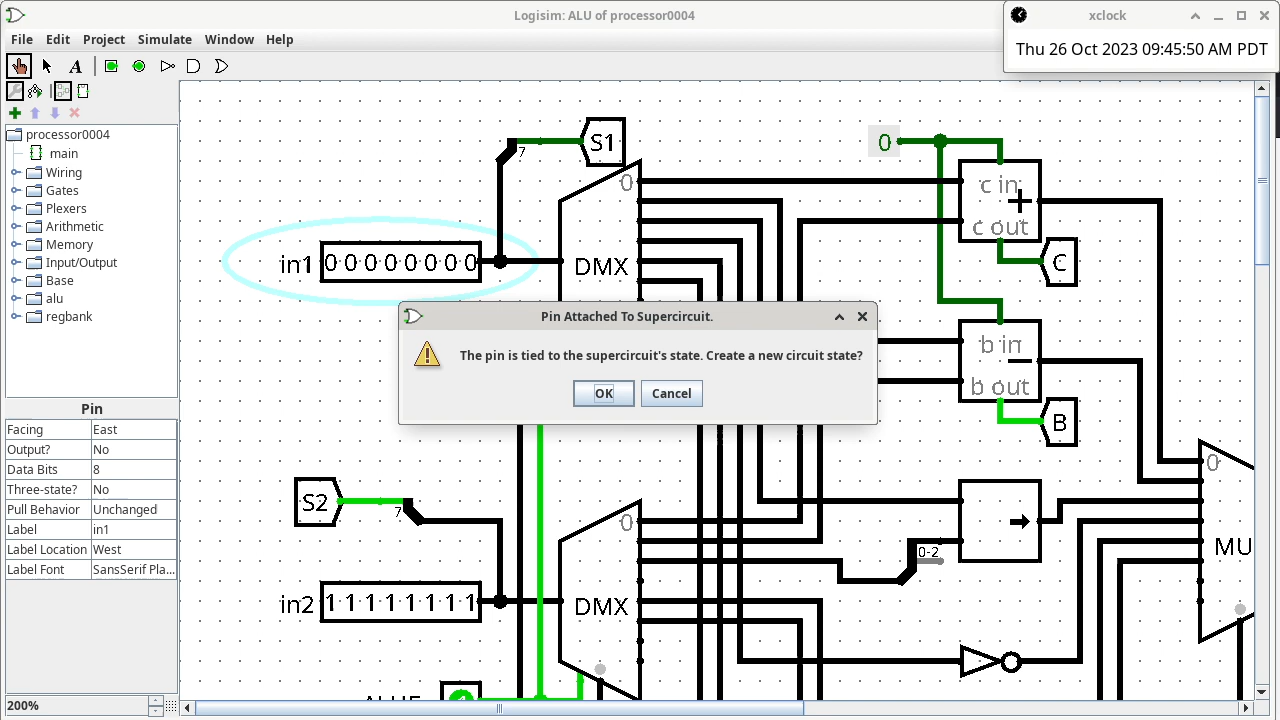 Logisim: ALU of processor0004
xclock
Thu 26 Oct 2023 09:45:50 AM PDT
File Edit Project Simulate Window Help
A
processor0004
main
Wiring
Gates
Plexers
Arithmetic
Memory
Input/Output
Base
alu
regbank
Pin
Facing East
Output? No
Data Bits 8
Three-state? No
Pull Behavior Unchanged
Label in1
Label Location West
Label Font SansSerif Pla...
200%
7
S1
0
0
c in
+
c out
C
in1 0 0 0 0 0 0 0 0
DMX
Pin Attached To Supercircuit.
The pin is tied to the supercircuit's state. Create a new circuit state?
OK Cancel
b in
b out
B
S2
7
0
0
0-2
MU
in2 1 1 1 1 1 1 1 1
DMX